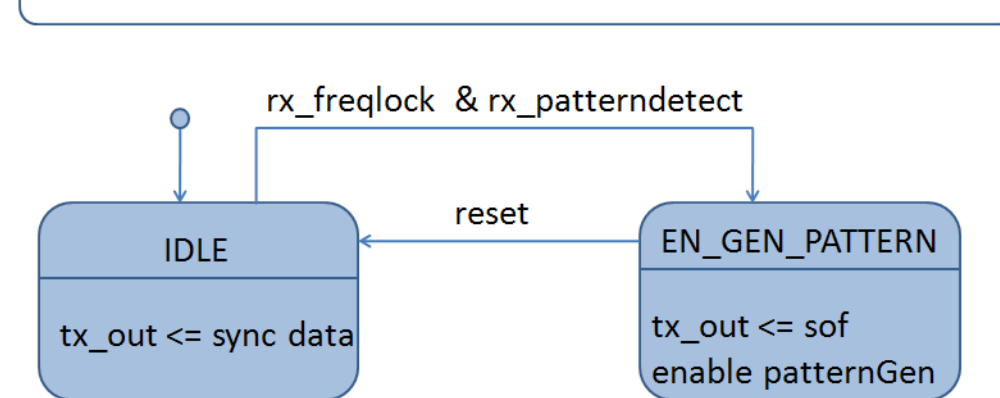 rx_freqlock & rx_patterndetect
reset
IDLE
EN_GEN_PATTERN
tx_out <= sync data
tx_out <= sof
enable patternGen